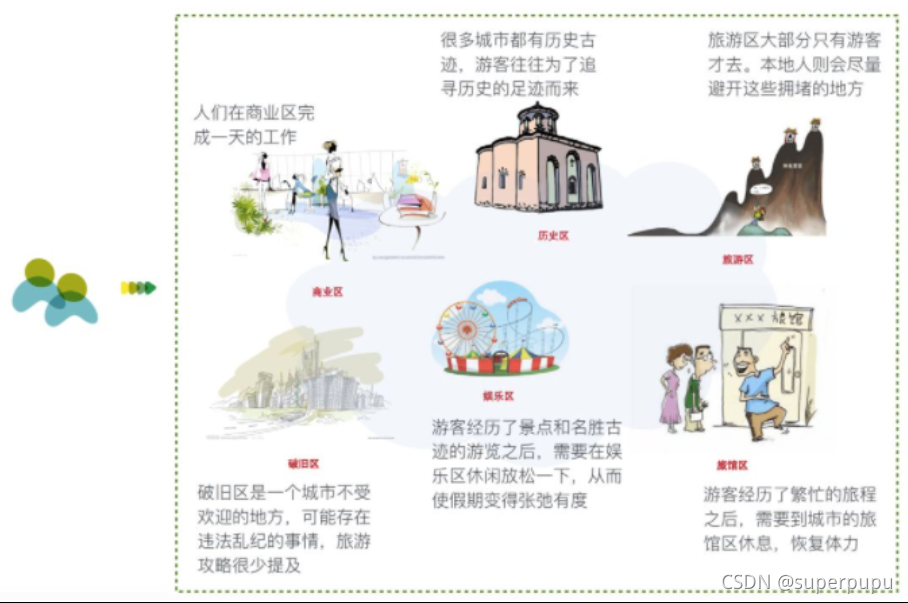 很多城市都有历史古
迹，游客往往为了追
寻历史的足迹而来
旅游区大部分只有游客
才去。本地人则会尽量
避开这些拥堵的地方
人们在商业区完
成一天的工作
历史区
旅游区
商业区
XXX 旅馆
娱乐区
游客经历了景点和名胜古
迹的游览之后，需要在娱
乐区休闲放松一下，从而
使假期变得张弛有度
破旧区
破旧区是一个城市不受
欢迎的地方，可能存在
违法乱纪的事情，旅游
攻略很少提及
旅馆区
游客经历了繁忙的旅程
之后，需要到城市的旅
馆区休息，恢复体力
CSDN @superpupu